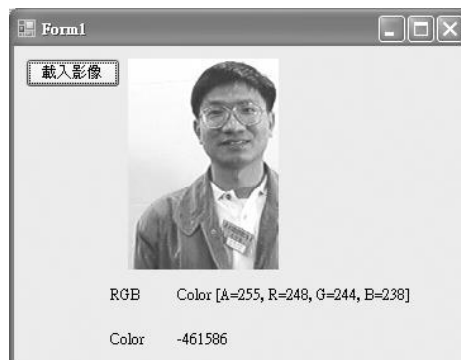 Form1
載入影像
RGB Color [A=255, R=248, G=244, B=238]
Color -461586